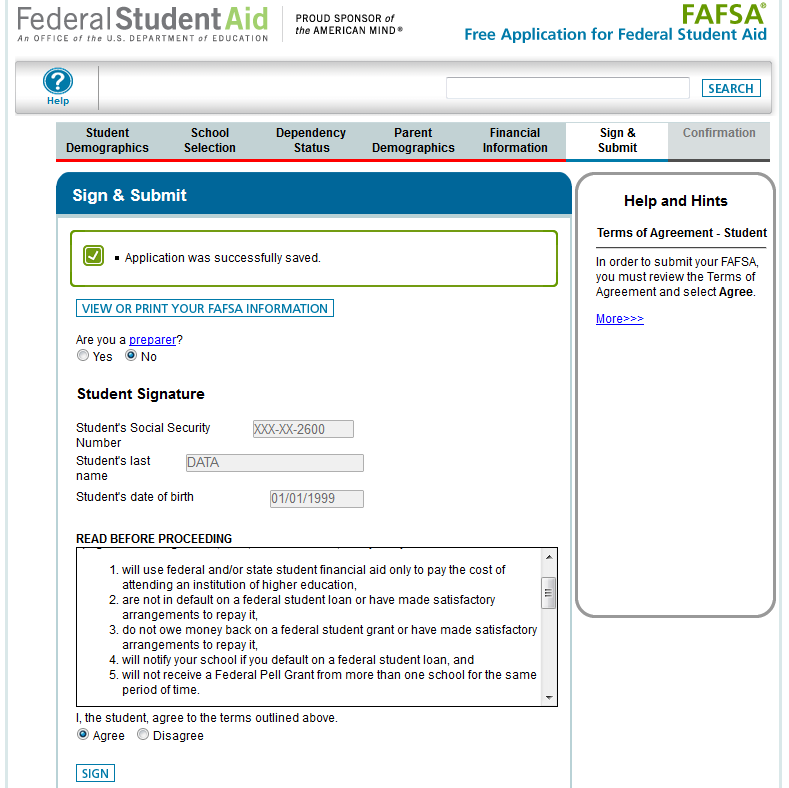 Federal Student Aid
An OFFICE of the U.S. DEPARTMENT of EDUCATION
PROUD SPONSOR of
the AMERICAN MIND®
FAFSA®
Free Application for Federal Student Aid
?
Help
SEARCH
Student
Demographics
School
Selection
Dependency
Status
Parent
Demographics
Financial
Information
Sign &
Submit
Confirmation
Sign & Submit
Application was successfully saved.
VIEW OR PRINT YOUR FAFSA INFORMATION
Are you a preparer?
Yes No
Student Signature
Student's Social Security
Number
XXX-XX-2600
Student's last
name
DATA
Student's date of birth
01/01/1999
READ BEFORE PROCEEDING
1. will use federal and/or state student financial aid only to pay the cost of
attending an institution of higher education,
2. are not in default on a federal student loan or have made satisfactory
arrangements to repay it,
3. do not owe money back on a federal student grant or have made satisfactory
arrangements to repay it,
4. will notify your school if you default on a federal student loan, and
5. will not receive a Federal Pell Grant from more than one school for the same
period of time.
I, the student, agree to the terms outlined above.
Agree Disagree
SIGN
Help and Hints
Terms of Agreement - Student
In order to submit your FAFSA,
you must review the Terms of
Agreement and select Agree.
More>>>